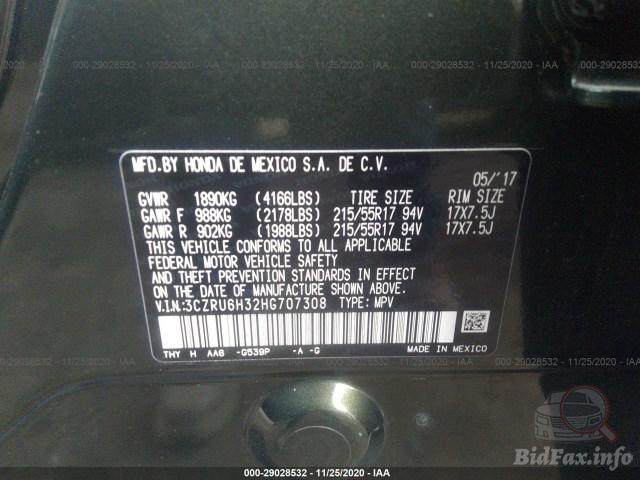 000-29028532 - 11/25/2020 - IAA
MFD.BY HONDA DE MEXICO S.A. DE C.V.
05/'17
GVWR 1890KG (4166LBS) TIRE SIZE RIM SIZE
GAWR F 988KG (2178LBS) 215/55R17 94V 17X7.5J
GAWR R 902KG (1988LBS) 215/55R17 94V 17X7.5J
THIS VEHICLE CONFORMS TO ALL APPLICABLE
FEDERAL MOTOR VEHICLE SAFETY
AND THEFT PREVENTION STANDARDS IN EFFECT
ON THE DATE OF MANUFACTURE SHOWN ABOVE.
V.I.N:3CZRU6H32HG707308 TYPE: MPV
THY H AA6 -G539P -A -G
MADE IN MEXICO
BidFax.info
000-29028532 - 11/25/2020 - IAA